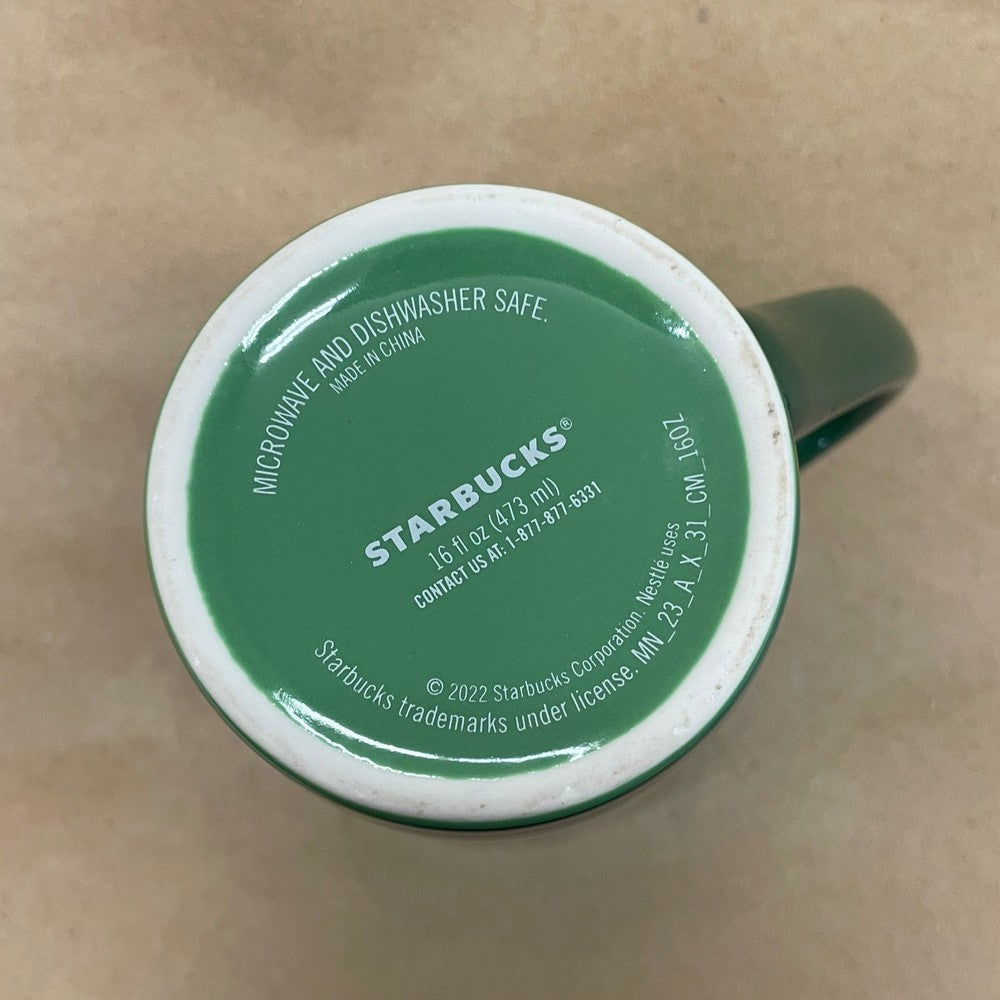 MICROWAVE AND DISHWASHER SAFE.
MADE IN CHINA
STARBUCKS®
16 fl oz (473 ml)
CONTACT US AT: 1-877-877-6331
© 2022 Starbucks Corporation. Nestlé uses
Starbucks trademarks under license. MN_23_A_X_31_CM_16OZ